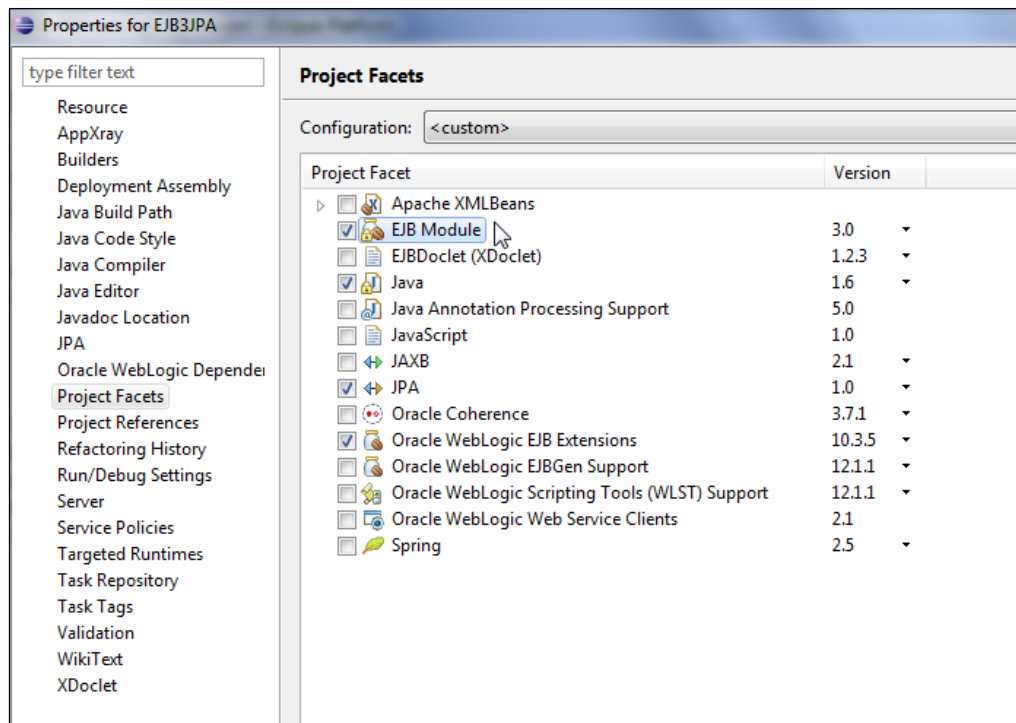 Properties for EJB3JPA
type filter text
Resource
AppXray
Builders
Deployment Assembly
Java Build Path
Java Code Style
Java Compiler
Java Editor
Javadoc Location
JPA
Oracle WebLogic Depender
Project Facets
Project References
Refactoring History
Run/Debug Settings
Server
Service Policies
Targeted Runtimes
Task Repository
Task Tags
Validation
WikiText
XDoclet
Project Facets
Configuration: <custom>
Project Facet Version
Apache XMLBeans
EJB Module 3.0
EJBDoclet (XDoclet) 1.2.3
Java 1.6
Java Annotation Processing Support 5.0
JavaScript 1.0
JAXB 2.1
JPA 1.0
Oracle Coherence 3.7.1
Oracle WebLogic EJB Extensions 10.3.5
Oracle WebLogic EJBGen Support 12.1.1
Oracle WebLogic Scripting Tools (WLST) Support 12.1.1
Oracle WebLogic Web Service Clients 2.1
Spring 2.5